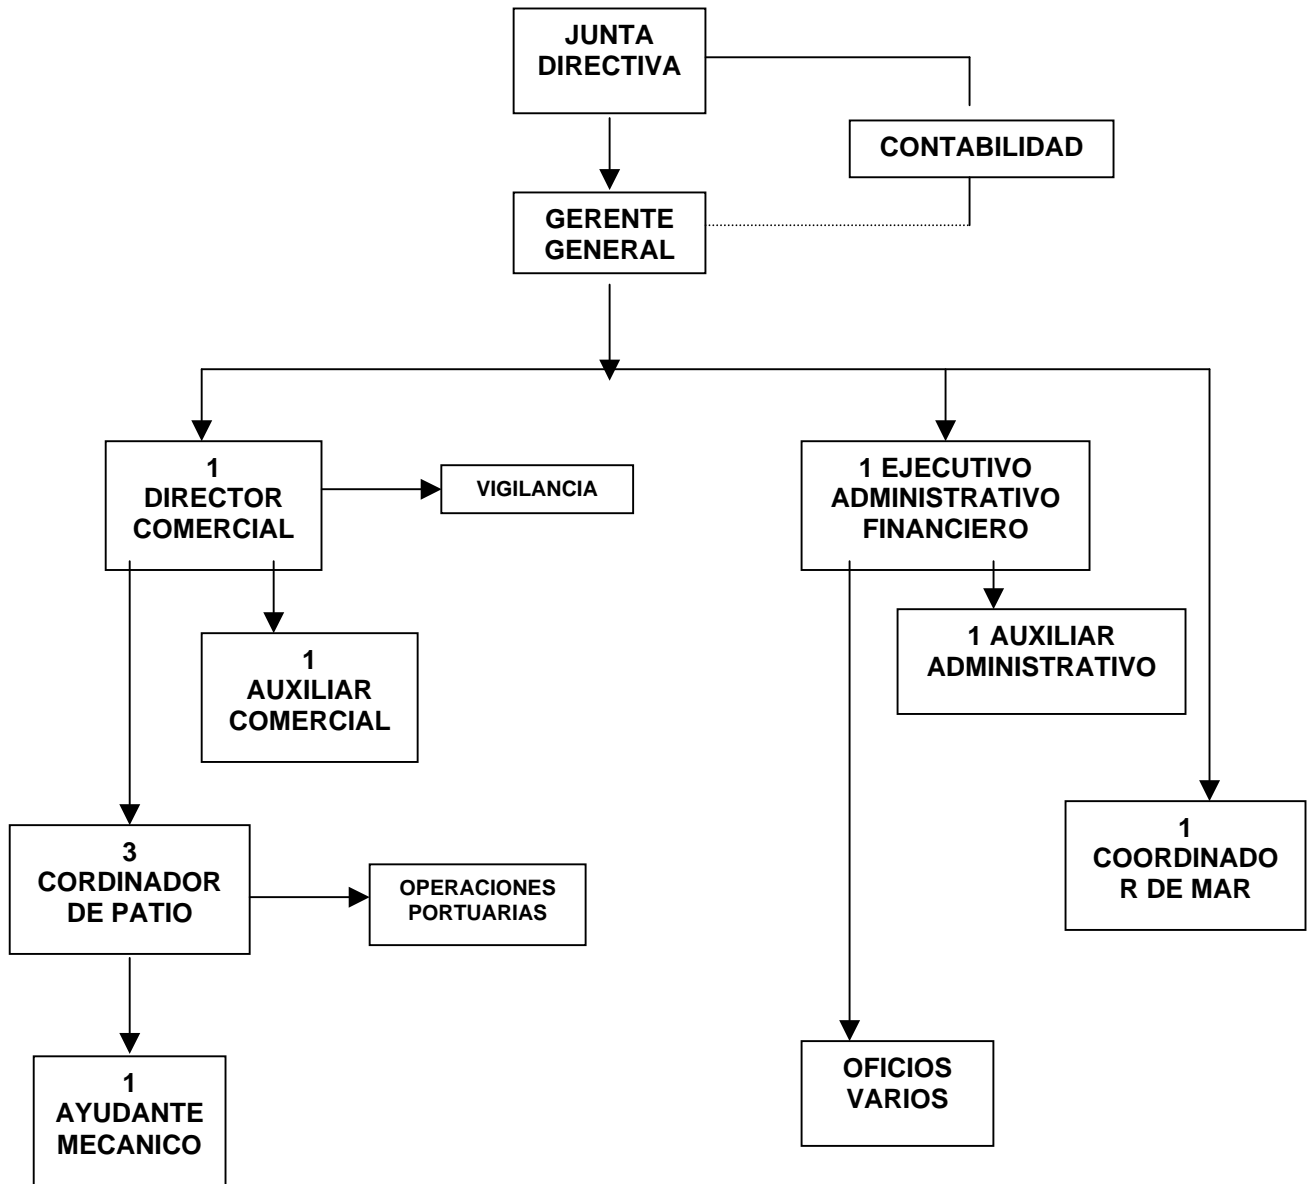 JUNTA
DIRECTIVA
CONTABILIDAD
GERENTE
GENERAL
1
DIRECTOR
COMERCIAL
VIGILANCIA
1 EJECUTIVO
ADMINISTRATIVO
FINANCIERO
1
AUXILIAR
COMERCIAL
1 AUXILIAR
ADMINISTRATIVO
3
CORDINADOR
DE PATIO
OPERACIONES
PORTUARIAS
1
COORDINADO
R DE MAR
1
AYUDANTE
MECANICO
OFICIOS
VARIOS